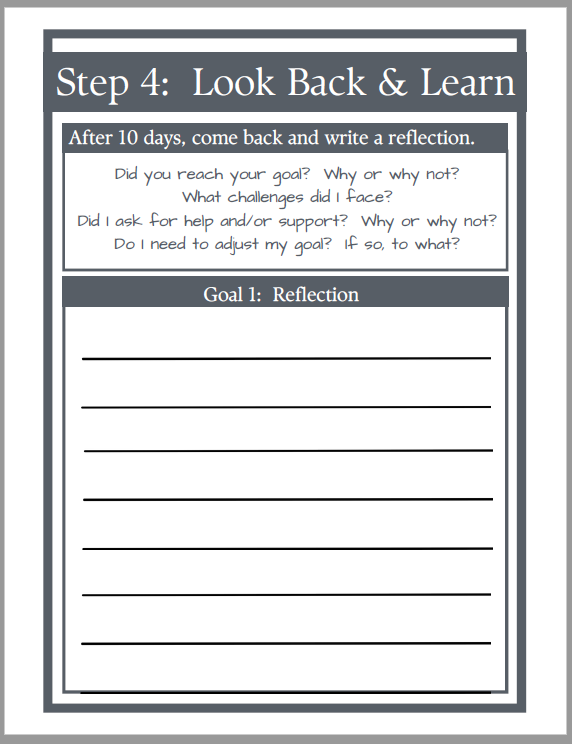 Step 4: Look Back & Learn
After 10 days, come back and write a reflection.
Did you reach your goal? Why or why not?
What challenges did I face?
Did I ask for help and/or support? Why or why not?
Do I need to adjust my goal? If so, to what?
Goal 1: Reflection